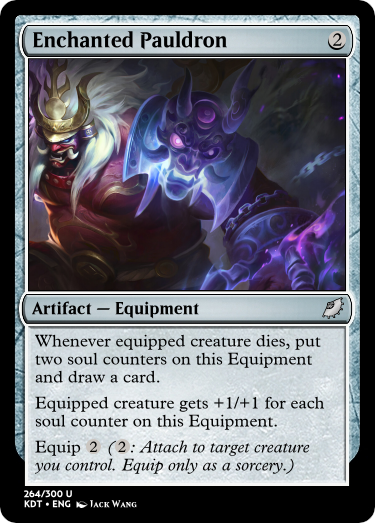 Enchanted Pauldron 2
Artifact — Equipment
Whenever equipped creature dies, put
two soul counters on this Equipment
and draw a card.
Equipped creature gets +1/+1 for each
soul counter on this Equipment.
Equip 2 (2: Attach to target creature
you control. Equip only as a sorcery.)
264/300 U
KDT • ENG Jack Wang